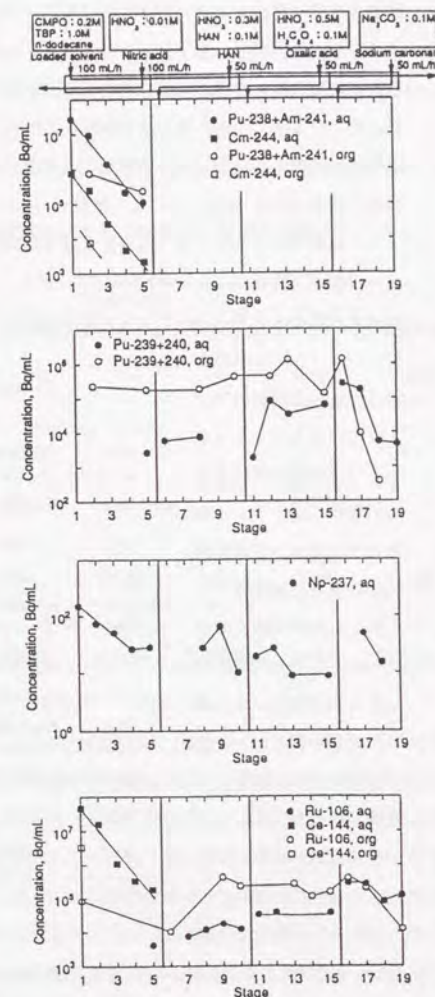 CMPO : 0.2M
TBP : 1.0M
n-dodecane
HNO3 : 0.01M
HNO3 : 0.3M
HAN : 0.1M
HNO3 : 0.5M
H2C2O4 : 0.1M
Na2CO3 : 0.1M
Loaded solvent Nitric acid HAN Oxalic acid Sodium carbonat
100 mL/h 100 mL/h 50 mL/h 50 mL/h 50 mL/h
Concentration, Bq/mL
10^7
10^5
10^3
Pu-238+Am-241, aq
Cm-244, aq
Pu-238+Am-241, org
Cm-244, org
1 3 5 7 9 11 13 15 17 19
Stage
Concentration, Bq/mL
10^6
10^4
10^2
Pu-239+240, aq
Pu-239+240, org
1 3 5 7 9 11 13 15 17 19
Stage
Concentration, Bq/mL
10^2
10^0
Np-237, aq
1 3 5 7 9 11 13 15 17 19
Stage
Concentration, Bq/mL
10^7
10^5
10^3
Ru-106, aq
Ce-144, aq
Ru-106, org
Ce-144, org
1 3 5 7 9 11 13 15 17 19
Stage